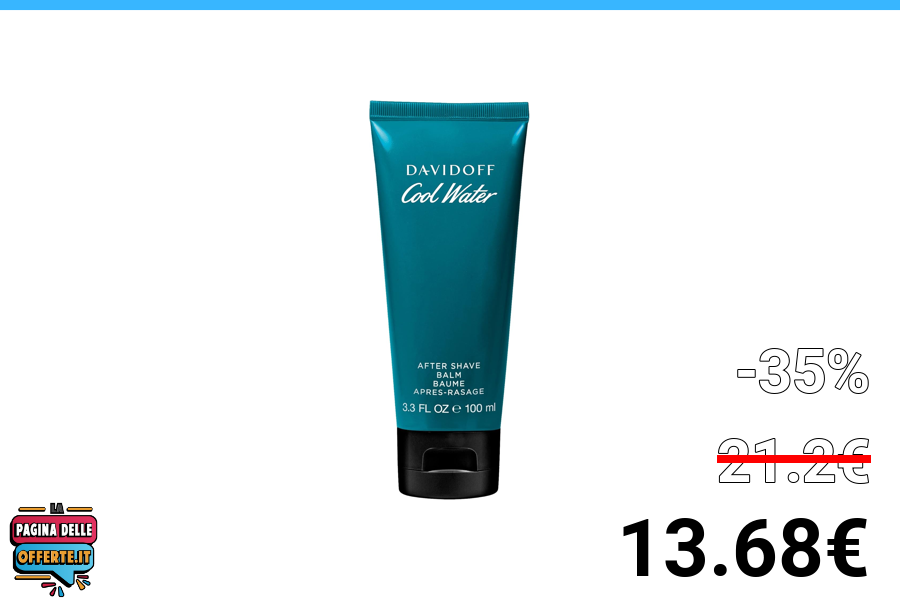 DAVIDOFF
Cool Water
AFTER SHAVE
BALM
BAUME
APRES-RASAGE
3.3 FL OZ ℮ 100 ml
-35%
21.2€
13.68€
LA
PAGINA DELLE
OFFERTE.IT